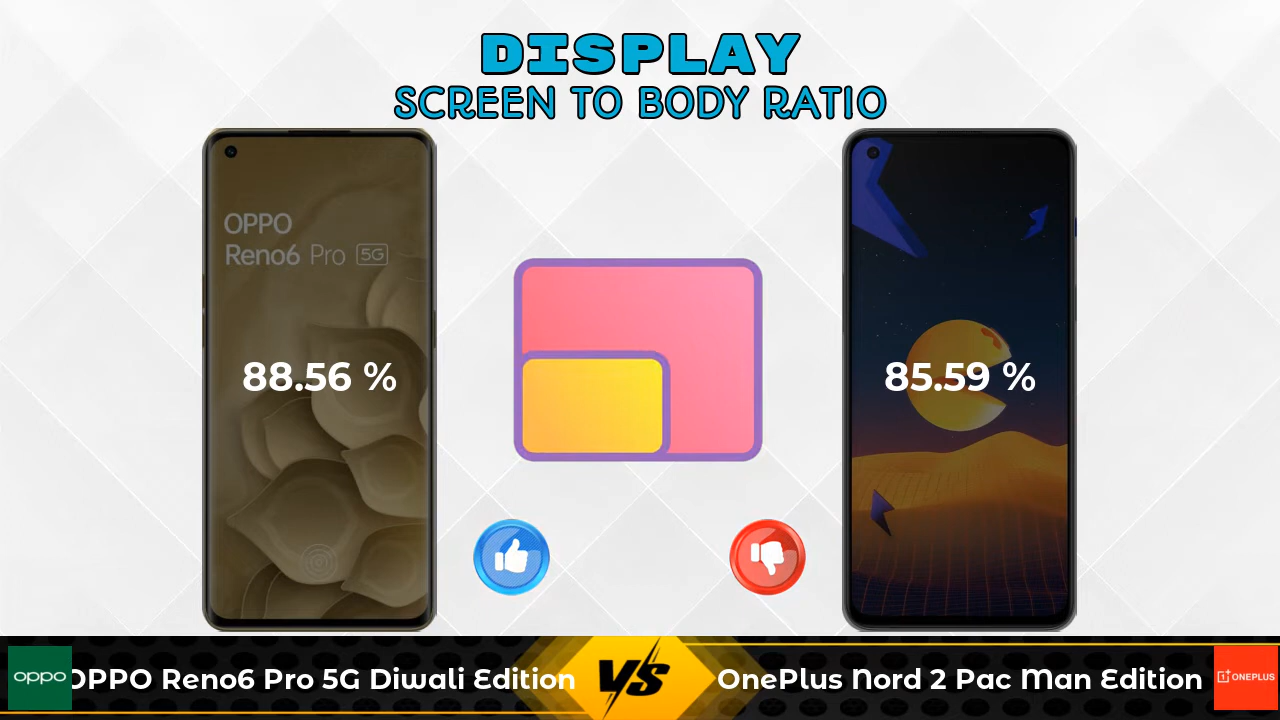 DISPLAY
SCREEN TO BODY RATIO
OPPO
Reno6 Pro 5G
88.56 %
85.59 %
oppo
OPPO Reno6 Pro 5G Diwali Edition
VS
OnePlus Nord 2 Pac Man Edition
1+ ONEPLUS